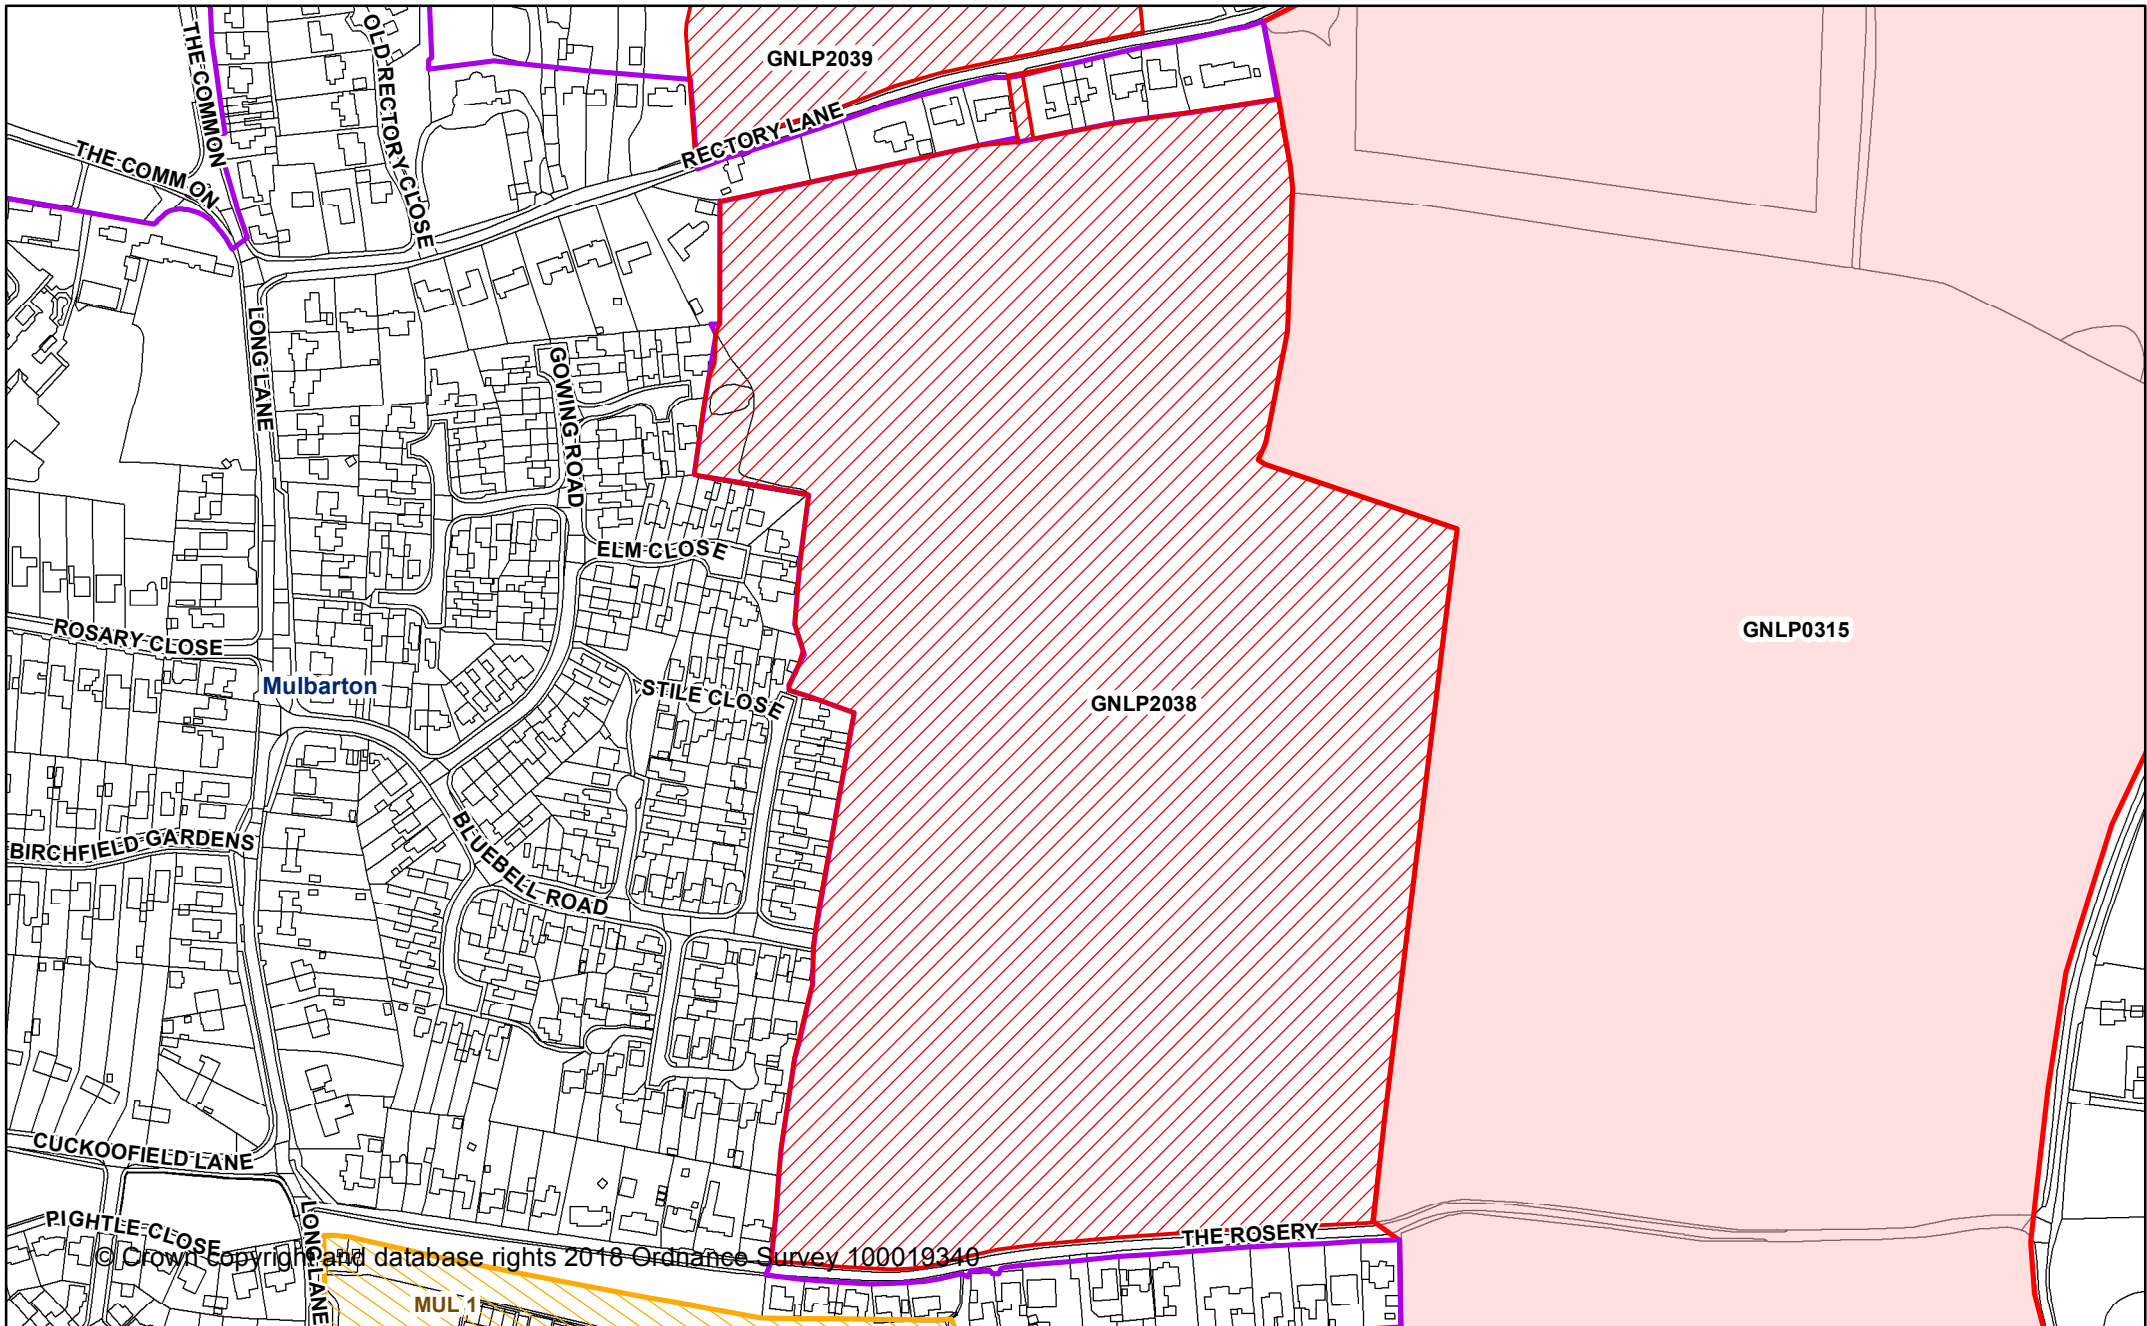 THE COMMON
OLD RECTORY CLOSE
GNLP2039
THE COMMON
RECTORY LANE
LONG LANE
GOWING ROAD
ELM CLOSE
ROSARY CLOSE
GNLP0315
Mulbarton
STILE CLOSE
GNLP2038
BIRCHFIELD GARDENS
BLUEBELL ROAD
CUCKOOFIELD LANE
PIGHTLE CLOSE
LONG LANE
THE ROSERY
© Crown copyright and database rights 2018 Ordnance Survey 100019340
MUL 1